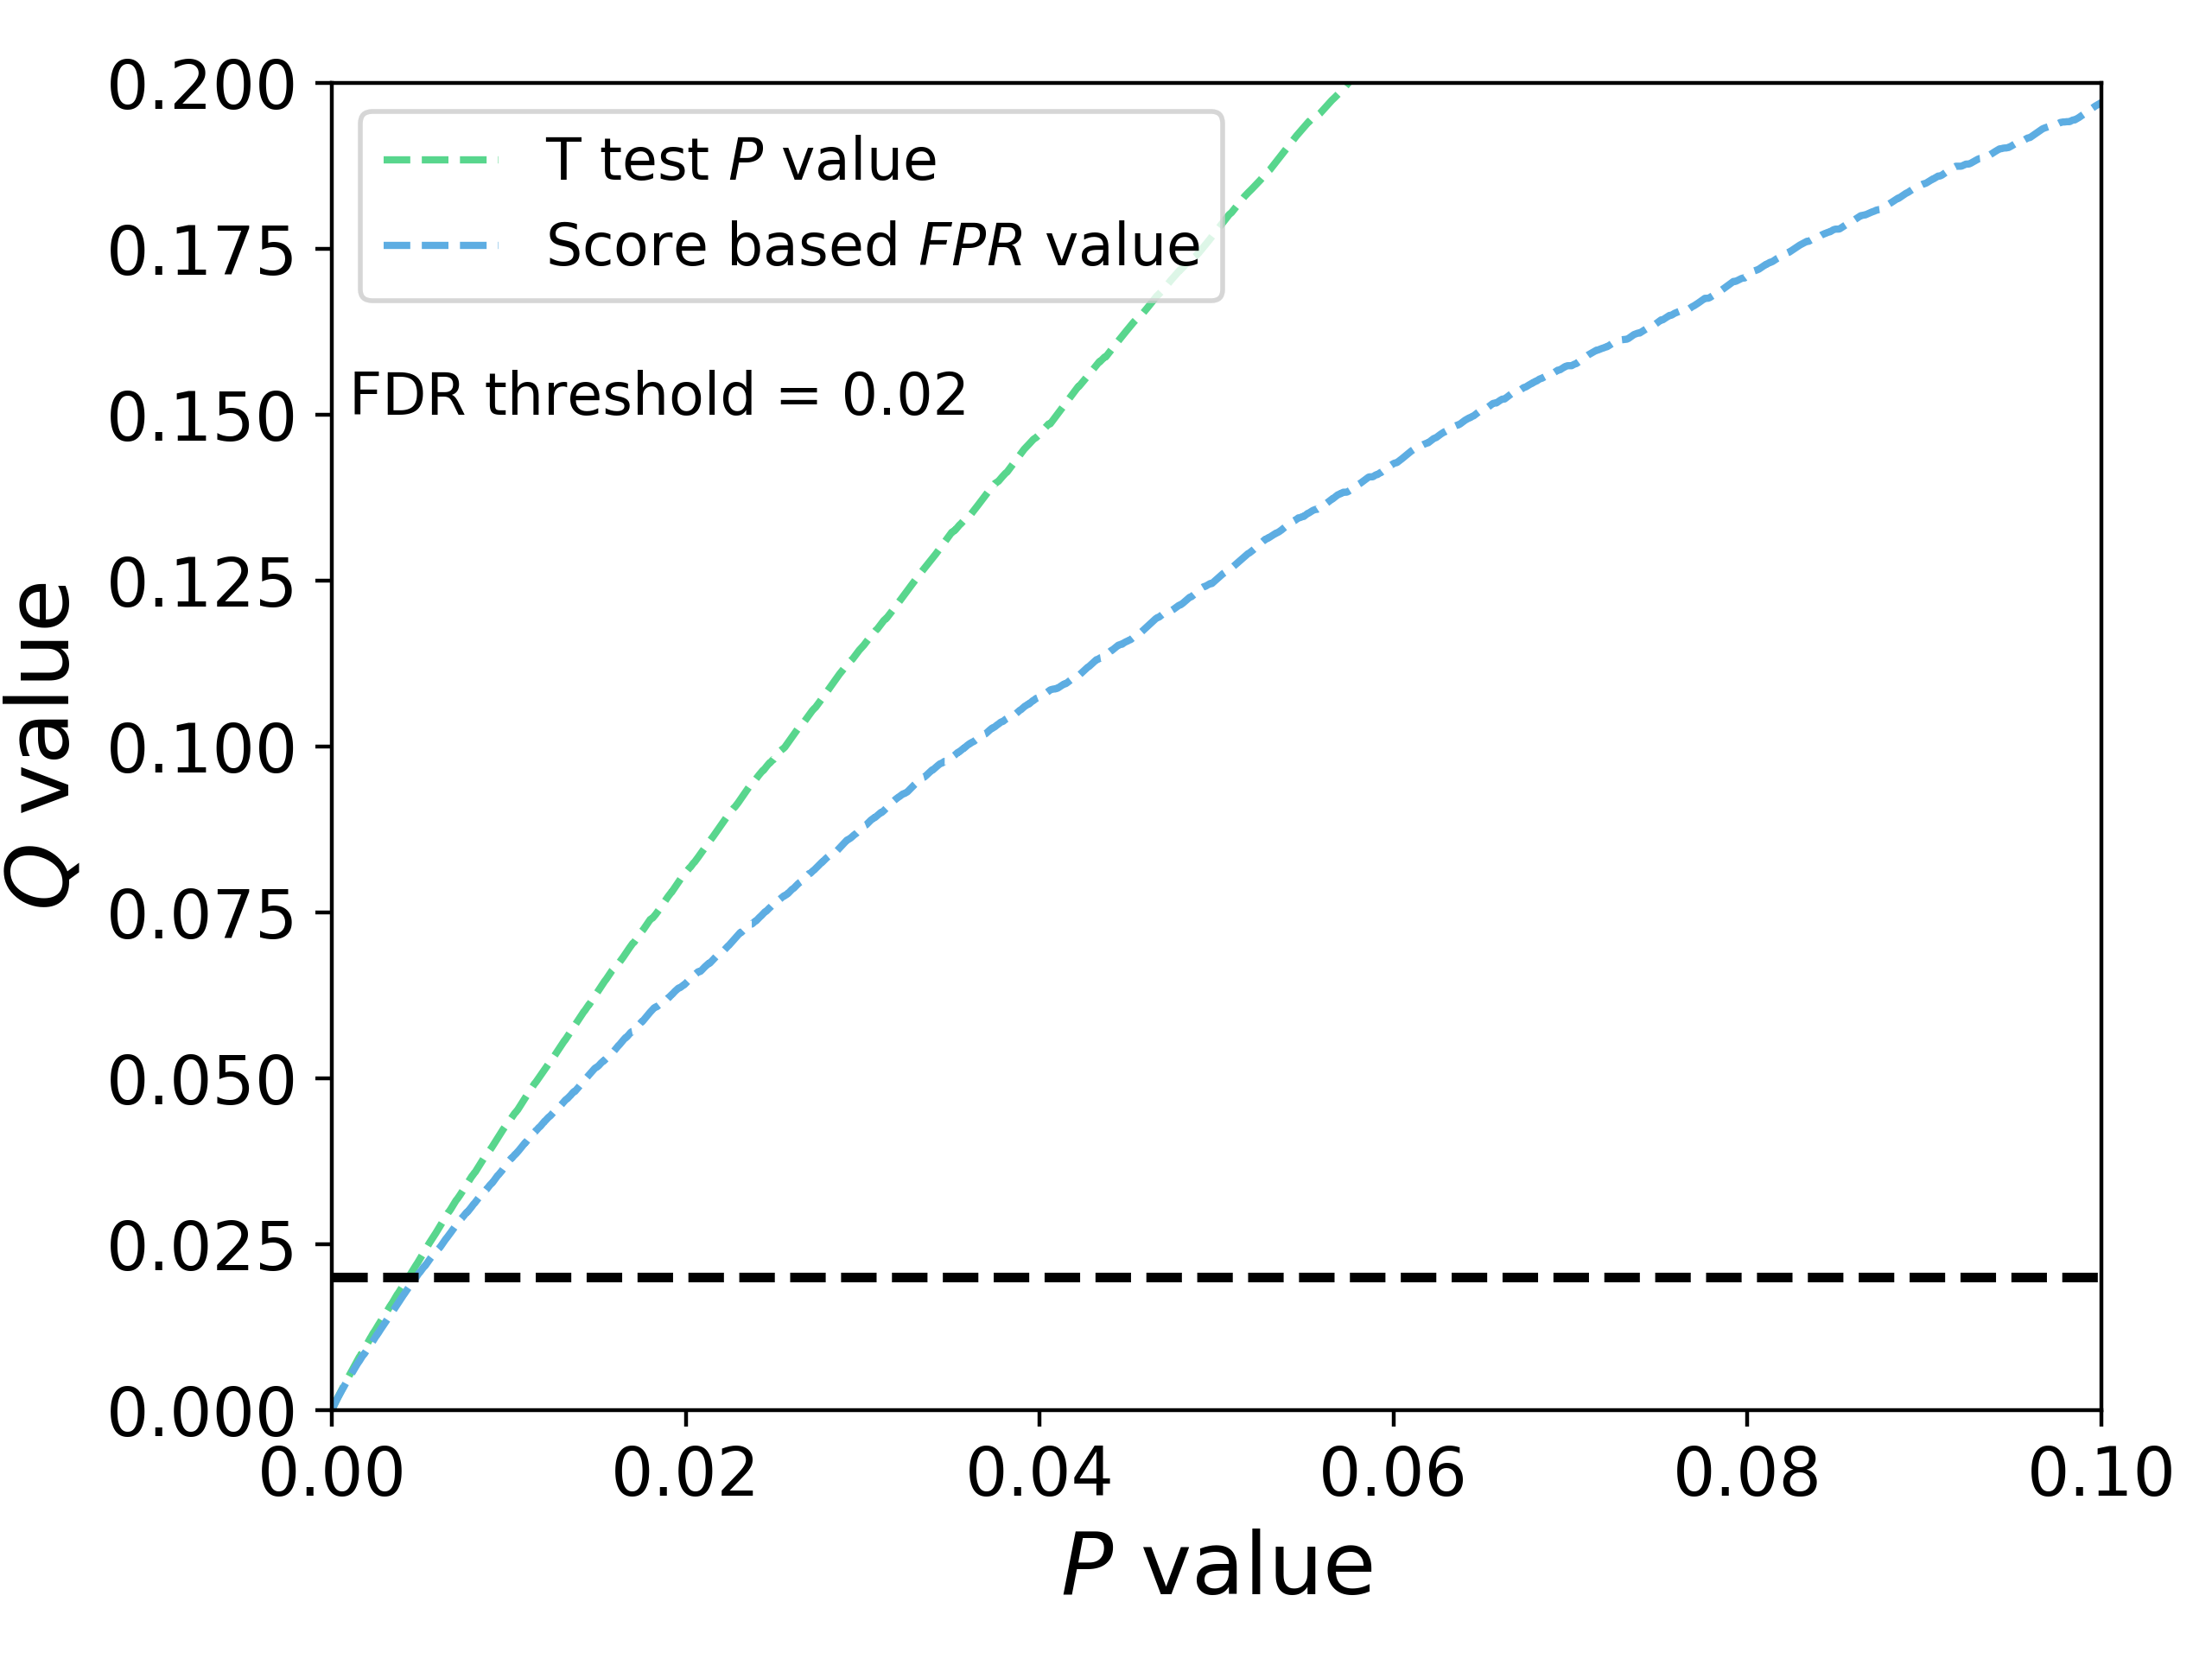 0.200
0.175
0.150
0.125
0.100
0.075
0.050
0.025
0.000
Q value
T test P value
Score based FPR value
FDR threshold = 0.02
0.00 0.02 0.04 0.06 0.08 0.10
P value